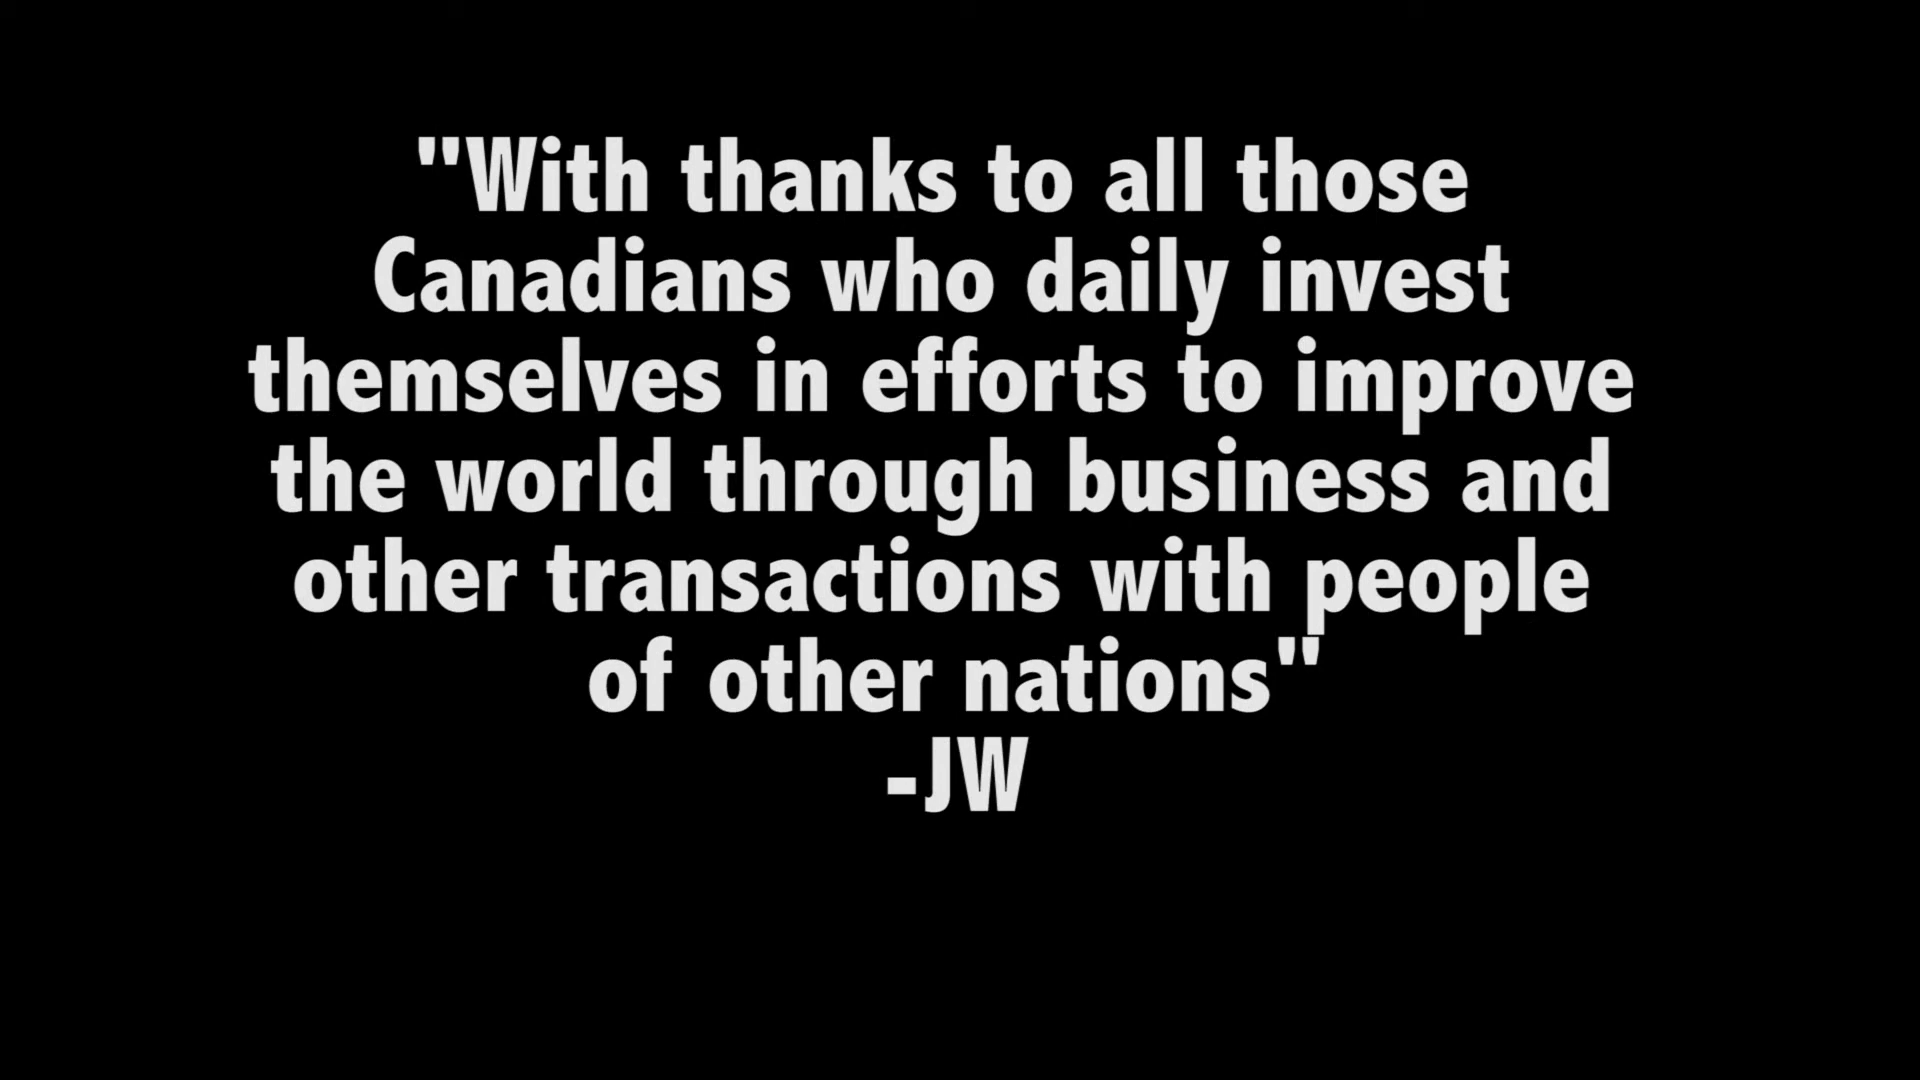 "With thanks to all those
Canadians who daily invest
themselves in efforts to improve
the world through business and
other transactions with people
of other nations"
-JW